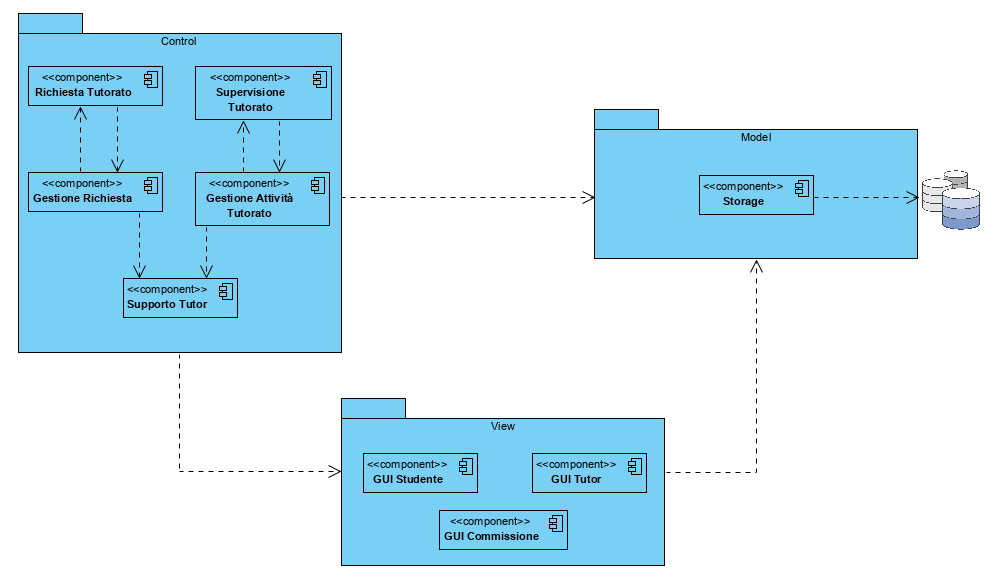 Control
<<component>>
Richiesta Tutorato
<<component>>
Supervisione
Tutorato
<<component>>
Gestione Richiesta
<<component>>
Gestione Attività
Tutorato
<<component>>
Supporto Tutor
Model
<<component>>
Storage
View
<<component>>
GUI Studente
<<component>>
GUI Tutor
<<component>>
GUI Commissione